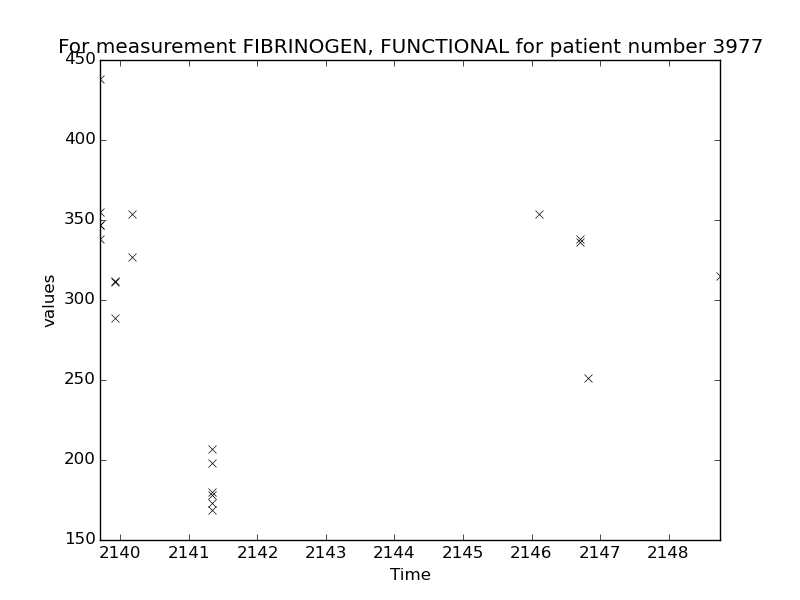 For measurement FIBRINOGEN, FUNCTIONAL for patient number 3977
450
400
350
300
250
200
150
values
2140 2141 2142 2143 2144 2145 2146 2147 2148
Time